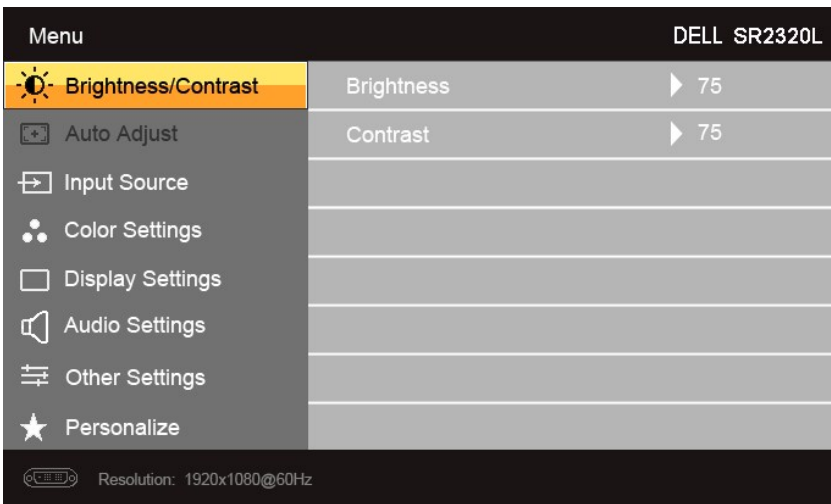 Menu DELL SR2320L
Brightness/Contrast Brightness 75
Auto Adjust Contrast 75
Input Source
Color Settings
Display Settings
Audio Settings
Other Settings
Personalize
Resolution: 1920x1080@60Hz